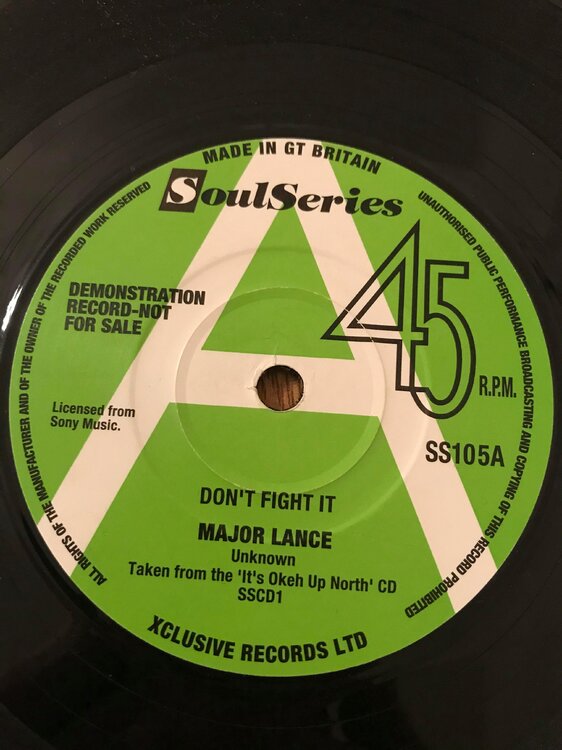 MADE IN GT BRITAIN
SoulSeries
ALL RIGHTS OF THE MANUFACTURER AND OF THE OWNER OF THE RECORDED WORK RESERVED
UNAUTHORISED PUBLIC PERFORMANCE BROADCASTING AND COPYING OF THIS RECORD PROHIBITED
A
DEMONSTRATION
RECORD-NOT
FOR SALE
45 R.P.M.
Licensed from
Sony Music.
SS105A
DON'T FIGHT IT
MAJOR LANCE
Unknown
Taken from the 'It's Okeh Up North' CD
SSCD1
XCLUSIVE RECORDS LTD